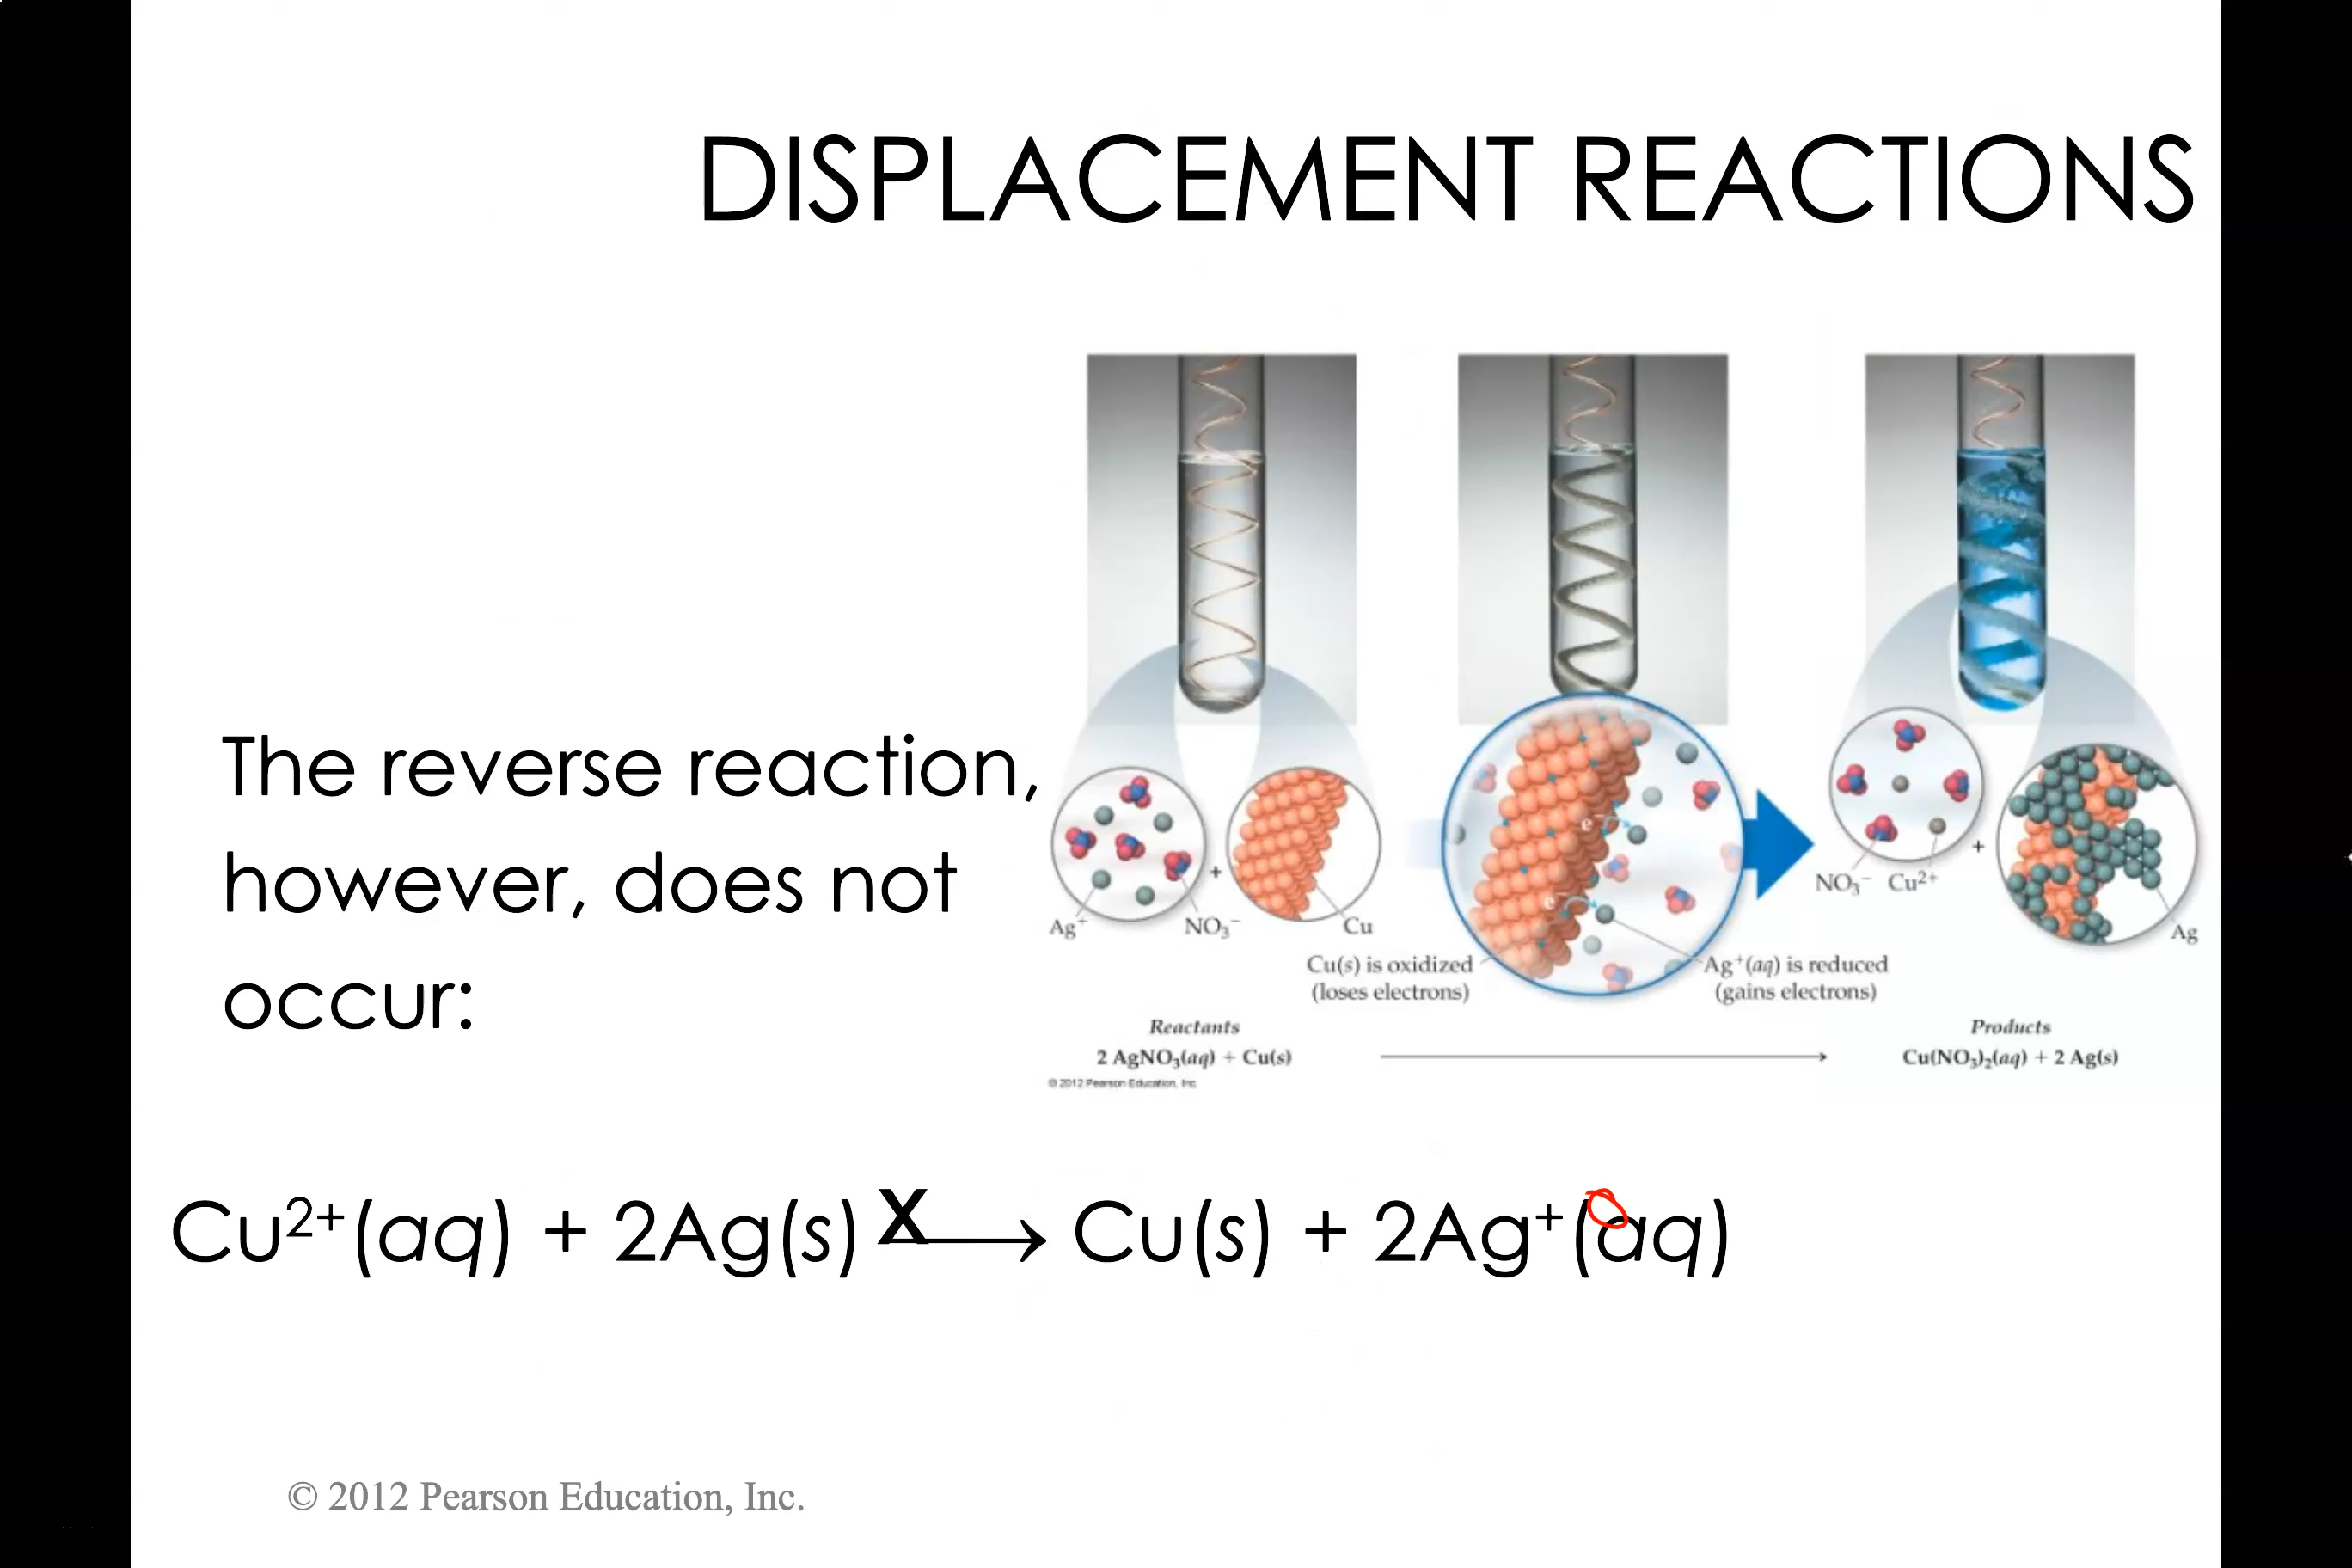 DISPLACEMENT REACTIONS
The reverse reaction,
however, does not
occur:
Ag⁺
NO₃⁻
Cu
+
e⁻
e⁻
Cu(s) is oxidized
(loses electrons)
Ag⁺(aq) is reduced
(gains electrons)
NO₃⁻ Cu²⁺
+
Ag
Reactants
2 AgNO₃(aq) + Cu(s)
Products
Cu(NO₃)₂(aq) + 2 Ag(s)
© 2012 Pearson Education, Inc.
Cu²⁺(aq) + 2Ag(s) X⟶ Cu(s) + 2Ag⁺(aq)
© 2012 Pearson Education, Inc.